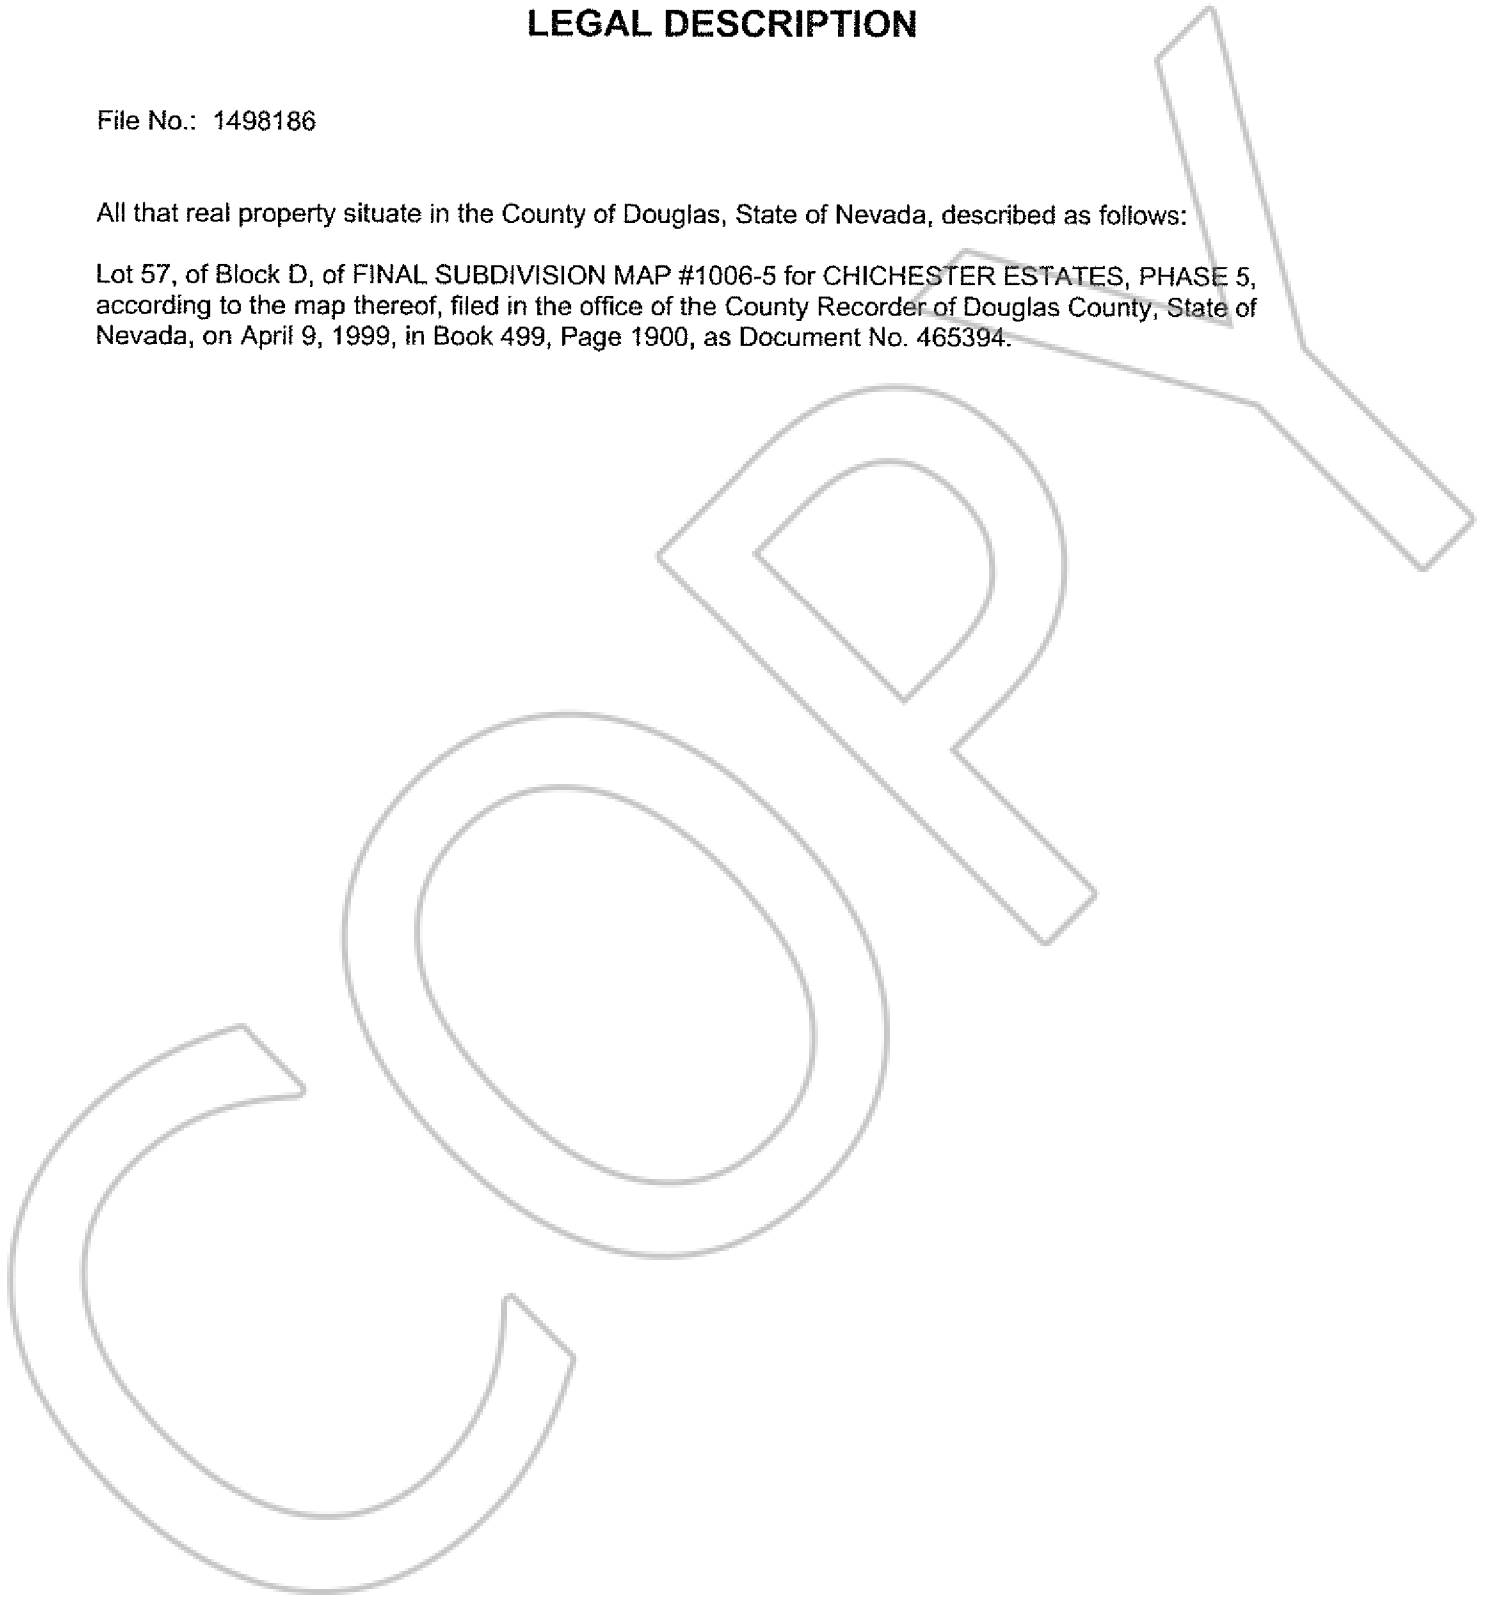 LEGAL DESCRIPTION
File No.: 1498186
All that real property situate in the County of Douglas, State of Nevada, described as follows:
Lot 57, of Block D, of FINAL SUBDIVISION MAP #1006-5 for CHICHESTER ESTATES, PHASE 5,
according to the map thereof, filed in the office of the County Recorder of Douglas County, State of
Nevada, on April 9, 1999, in Book 499, Page 1900, as Document No. 465394.
COPY